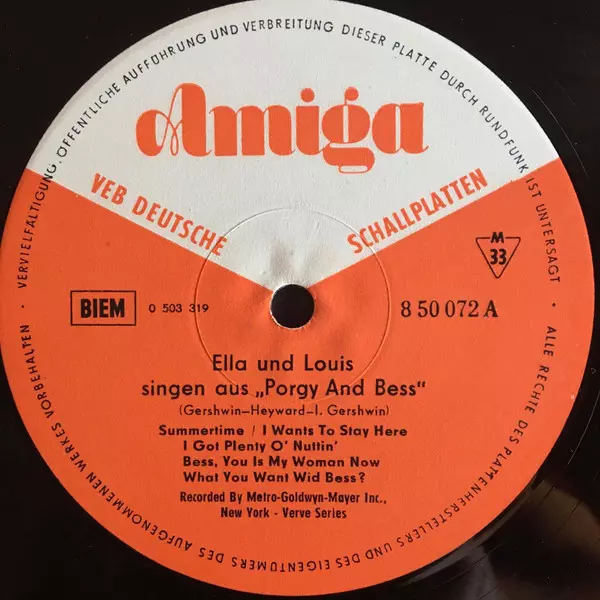 ALLE RECHTE DES PLATTENHERSTELLERS UND DES EIGENTÜMERS DES AUFGENOMMENEN WERKES VORBEHALTEN · VERVIELFÄLTIGUNG, ÖFFENTLICHE AUFFÜHRUNG UND VERBREITUNG DIESER PLATTE DURCH RUNDFUNK IST UNTERSAGT ·
Amiga
VEB DEUTSCHE SCHALLPLATTEN
M
33
BIEM 0 503 319 8 50 072 A
Ella und Louis
singen aus „Porgy And Bess“
(Gershwin–Heyward–I. Gershwin)
Summertime / I Wants To Stay Here
I Got Plenty O' Nuttin'
Bess, You Is My Woman Now
What You Want Wid Bess?
Recorded By Metro-Goldwyn-Mayer Inc.,
New York - Verve Series